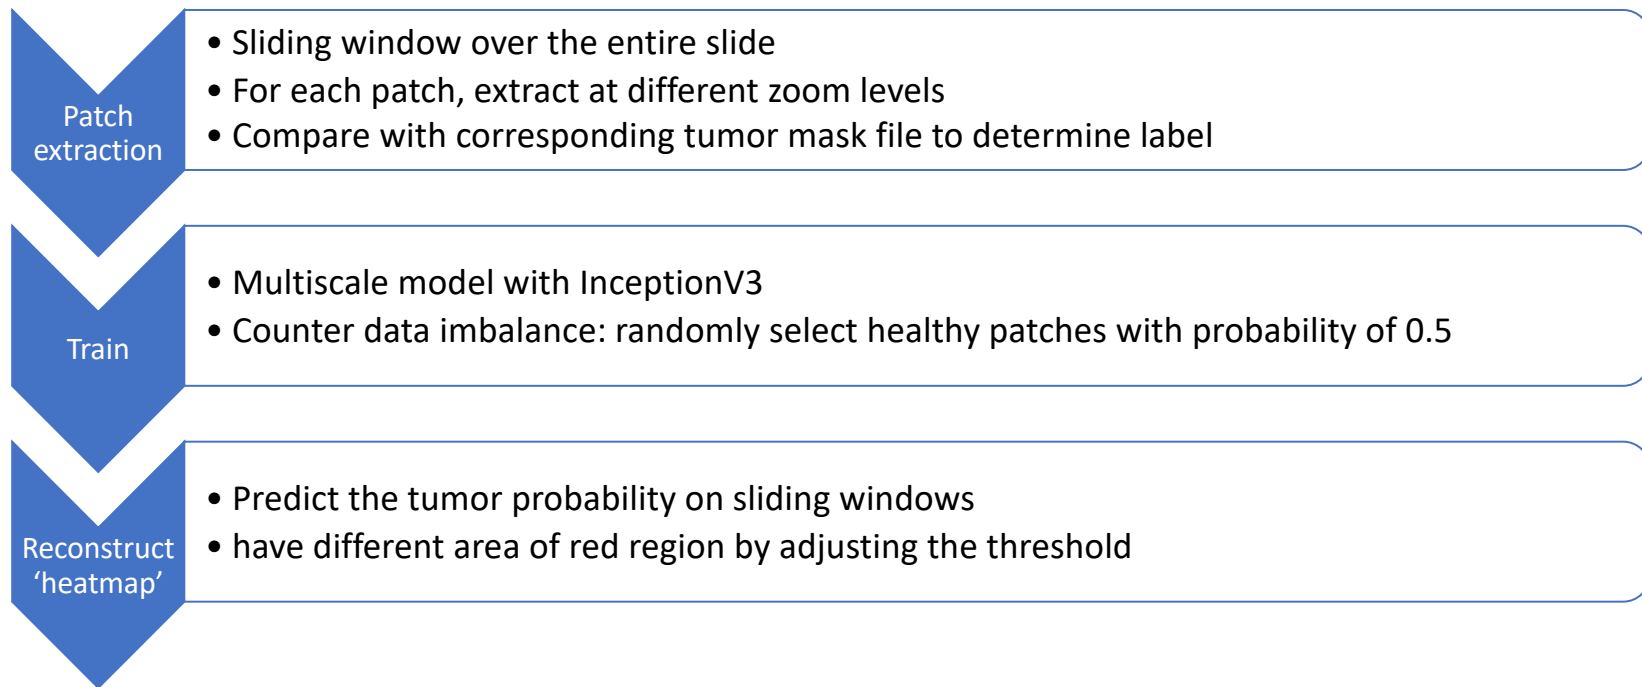 Patch
extraction
• Sliding window over the entire slide
• For each patch, extract at different zoom levels
• Compare with corresponding tumor mask file to determine label
Train
• Multiscale model with InceptionV3
• Counter data imbalance: randomly select healthy patches with probability of 0.5
Reconstruct
‘heatmap’
• Predict the tumor probability on sliding windows
• have different area of red region by adjusting the threshold